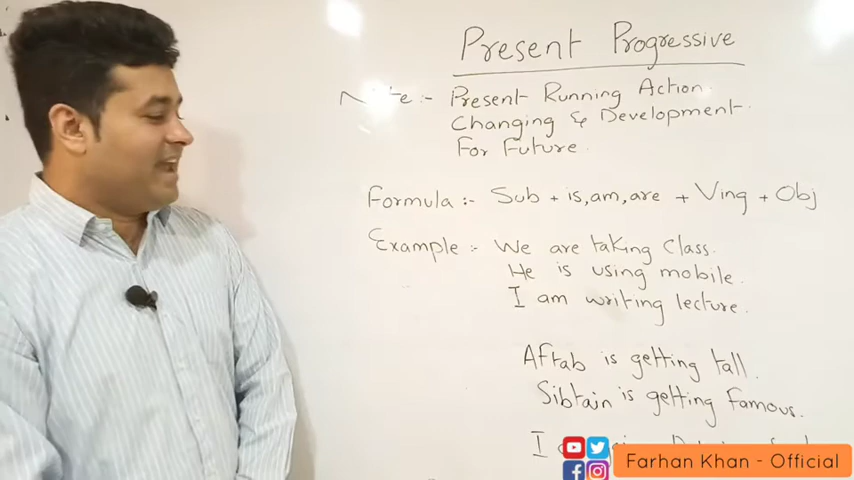 Present Progressive
Note :- Present Running Action.
Changing & Development.
For Future.
Formula :- Sub + is, am, are + Ving + Obj
Example :- We are taking Class.
He is using mobile.
I am writing lecture.
Aftab is getting tall.
Sibtain is getting Famous.
I
Farhan Khan - Official